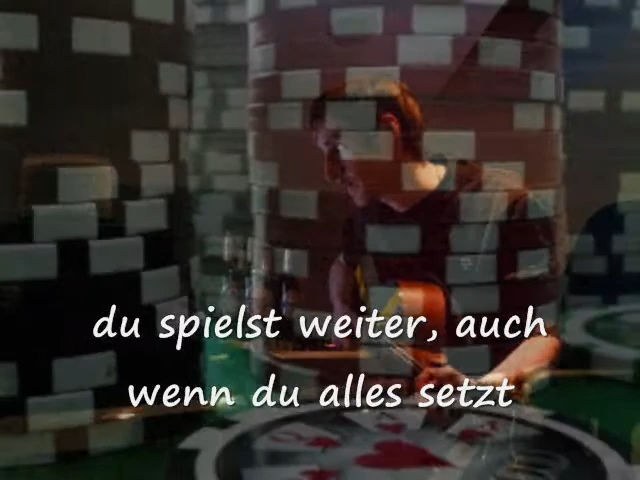 du spielst weiter, auch
wenn du alles setzt